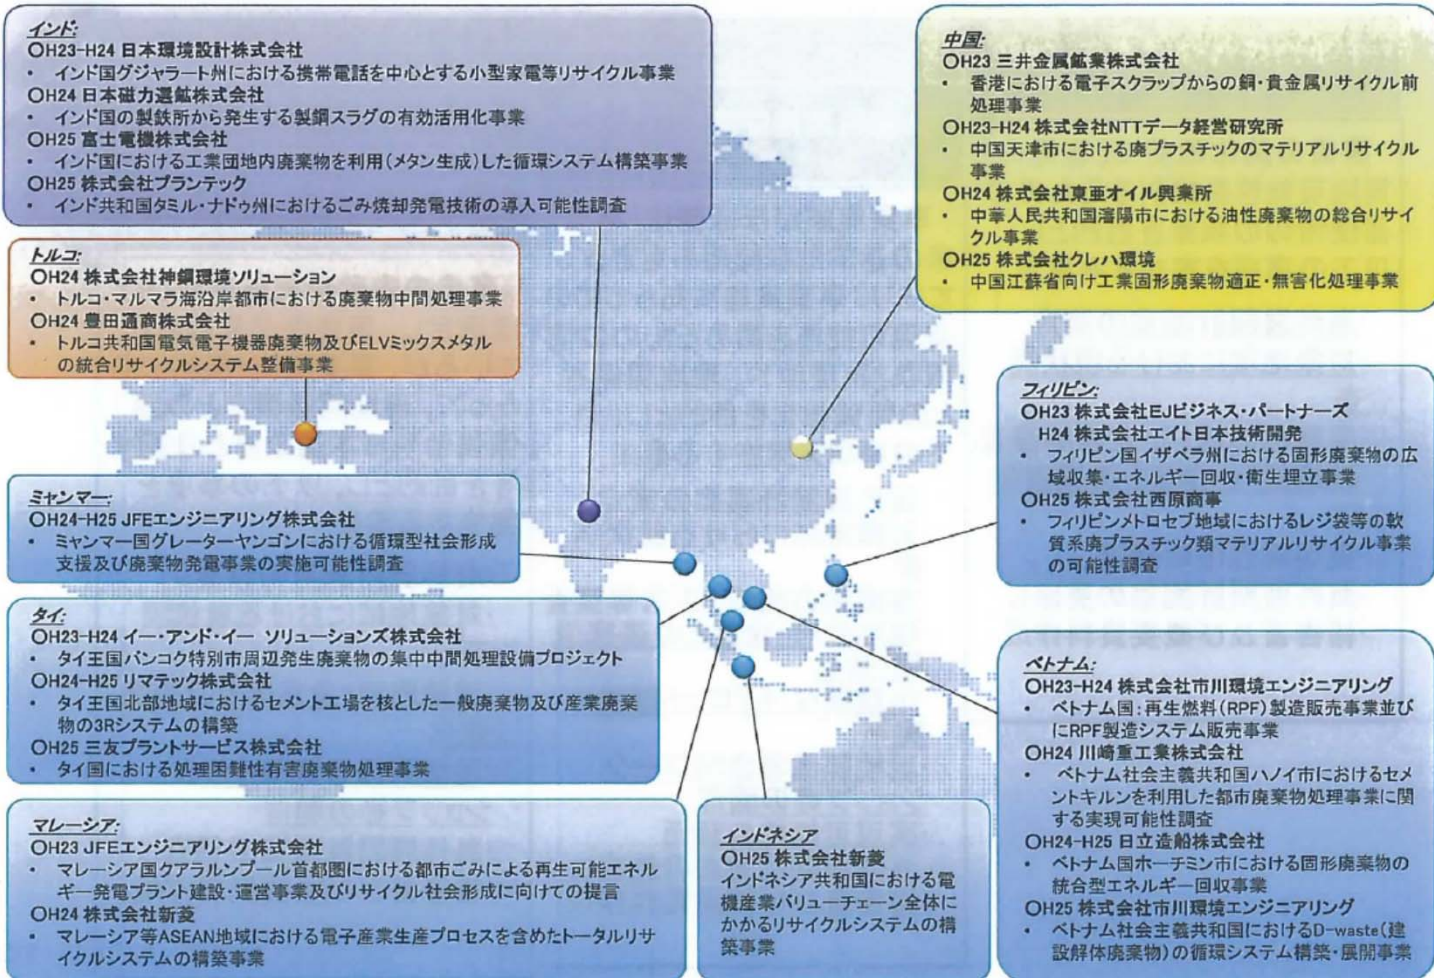 インド:
〇H23-H24 日本環境設計株式会社
・ インド国グジャラート州における携帯電話を中心とする小型家電等リサイクル事業
〇H24 日本磁力選鉱株式会社
・ インド国の製鉄所から発生する製鋼スラグの有効活用化事業
〇H25 富士電機株式会社
・ インド国における工業団地内廃棄物を利用(メタン生成)した循環システム構築事業
〇H25 株式会社プランテック
・ インド共和国タミル・ナドゥ州におけるごみ焼却発電技術の導入可能性調査
中国:
〇H23 三井金属鉱業株式会社
・ 香港における電子スクラップからの銅・貴金属リサイクル前
処理事業
〇H23-H24 株式会社NTTデータ経営研究所
・ 中国天津市における廃プラスチックのマテリアルリサイクル
事業
〇H24 株式会社東亜オイル興業所
・ 中華人民共和国瀋陽市における油性廃棄物の総合リサイ
クル事業
〇H25 株式会社クレハ環境
・ 中国江蘇省向け工業固形廃棄物適正・無害化処理事業
トルコ:
〇H24 株式会社神鋼環境ソリューション
・ トルコ・マルマラ海沿岸都市における廃棄物中間処理事業
〇H24 豊田通商株式会社
・ トルコ共和国電気電子機器廃棄物及びELVミックスメタル
の統合リサイクルシステム整備事業
フィリピン:
〇H23 株式会社EJビジネス・パートナーズ
H24 株式会社エイト日本技術開発
・ フィリピン国イザベラ州における固形廃棄物の広
域収集・エネルギー回収・衛生埋立事業
〇H25 株式会社西原商事
・ フィリピンメトロセブ地域におけるレジ袋等の軟
質系廃プラスチック類マテリアルリサイクル事業
の可能性調査
ミャンマー:
〇H24-H25 JFEエンジニアリング株式会社
・ ミャンマー国グレーターヤンゴンにおける循環型社会形成
支援及び廃棄物発電事業の実施可能性調査
タイ:
〇H23-H24 イー・アンド・イー ソリューションズ株式会社
・ タイ王国バンコク特別市周辺発生廃棄物の集中中間処理設備プロジェクト
〇H24-H25 リマテック株式会社
・ タイ王国北部地域におけるセメント工場を核とした一般廃棄物及び産業廃棄
物の3Rシステムの構築
〇H25 三友プラントサービス株式会社
・ タイ国における処理困難性有害廃棄物処理事業
ベトナム:
〇H23-H24 株式会社市川環境エンジニアリング
・ ベトナム国:再生燃料(RPF)製造販売事業並び
にRPF製造システム販売事業
〇H24 川崎重工業株式会社
・ ベトナム社会主義共和国ハノイ市におけるセメ
ントキルンを利用した都市廃棄物処理事業に関
する実現可能性調査
〇H24-H25 日立造船株式会社
・ ベトナム国ホーチミン市における固形廃棄物の
統合型エネルギー回収事業
〇H25 株式会社市川環境エンジニアリング
・ ベトナム社会主義共和国におけるD-waste(建
設解体廃棄物)の循環システム構築・展開事業
マレーシア:
〇H23 JFEエンジニアリング株式会社
・ マレーシア国クアラルンプール首都圏における都市ごみによる再生可能エネル
ギー発電プラント建設・運営事業及びリサイクル社会形成に向けての提言
〇H24 株式会社新菱
・ マレーシア等ASEAN地域における電子産業生産プロセスを含めたトータルリサ
イクルシステムの構築事業
インドネシア
〇H25 株式会社新菱
インドネシア共和国における電
機産業バリューチェーン全体に
かかるリサイクルシステムの構
築事業